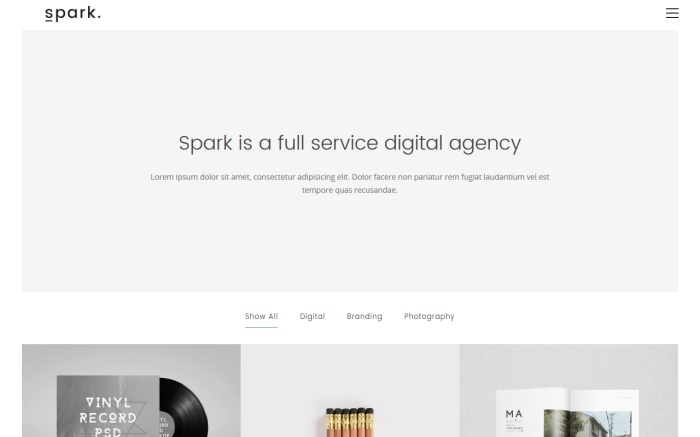 spark.
Spark is a full service digital agency
Lorem ipsum dolor sit amet, consectetur adipisicing elit. Dolor facere non pariatur rem fugiat laudantium vel est
tempore quas recusandae.
Show All Digital Branding Photography
VINYL
RECORD
PSD
MA